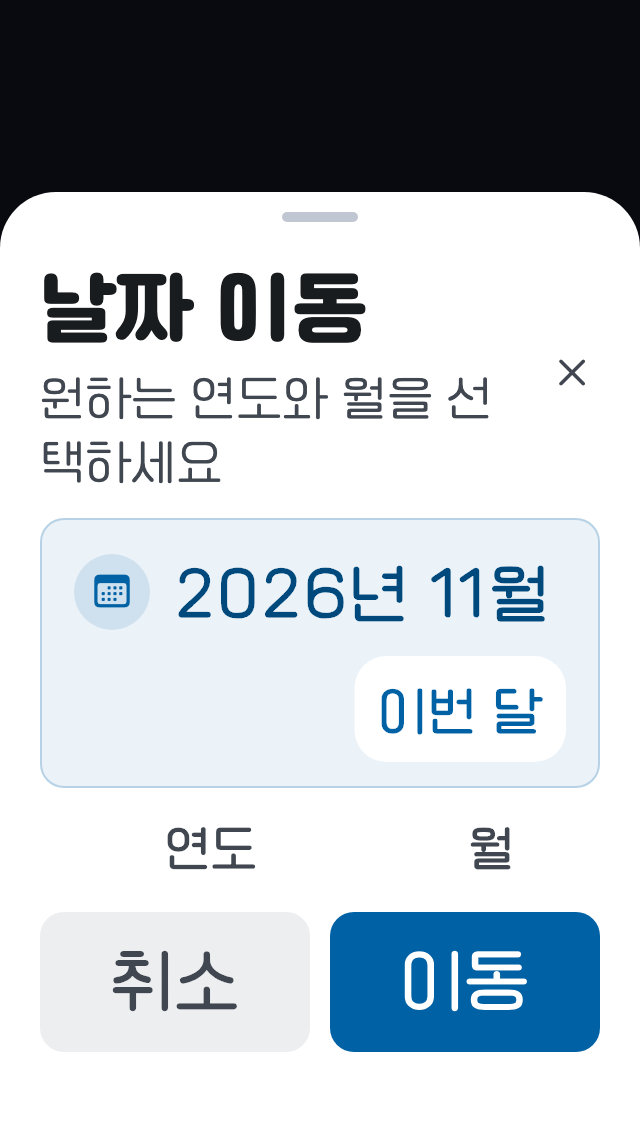 날짜 이동
원하는 연도와 월을 선
택하세요
2026년 11월
이번 달
연도 월
취소 이동